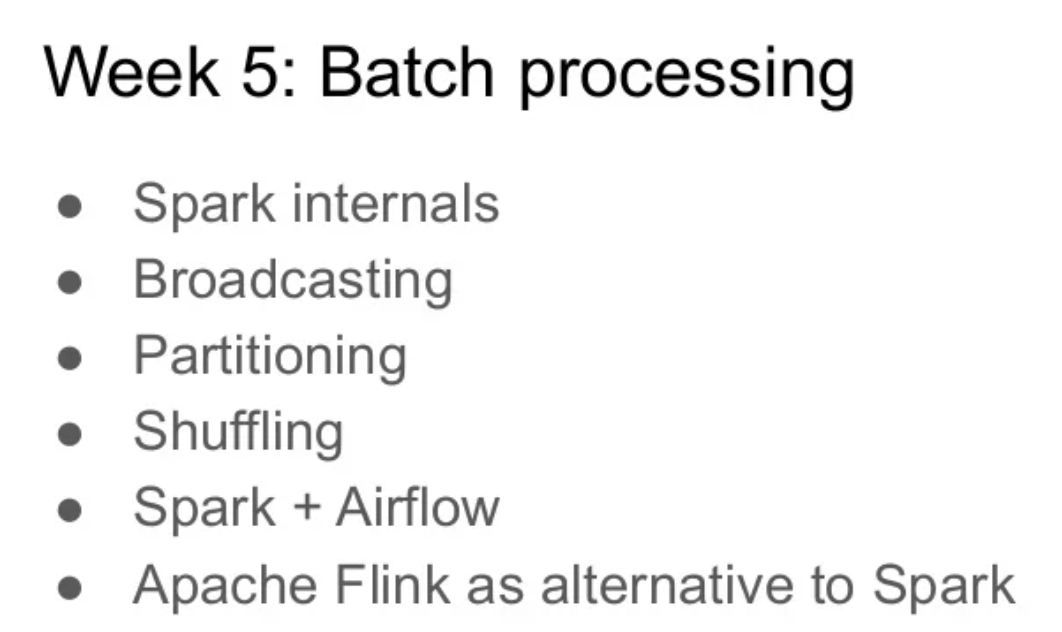 Week 5: Batch processing
● Spark internals
● Broadcasting
● Partitioning
● Shuffling
● Spark + Airflow
● Apache Flink as alternative to Spark